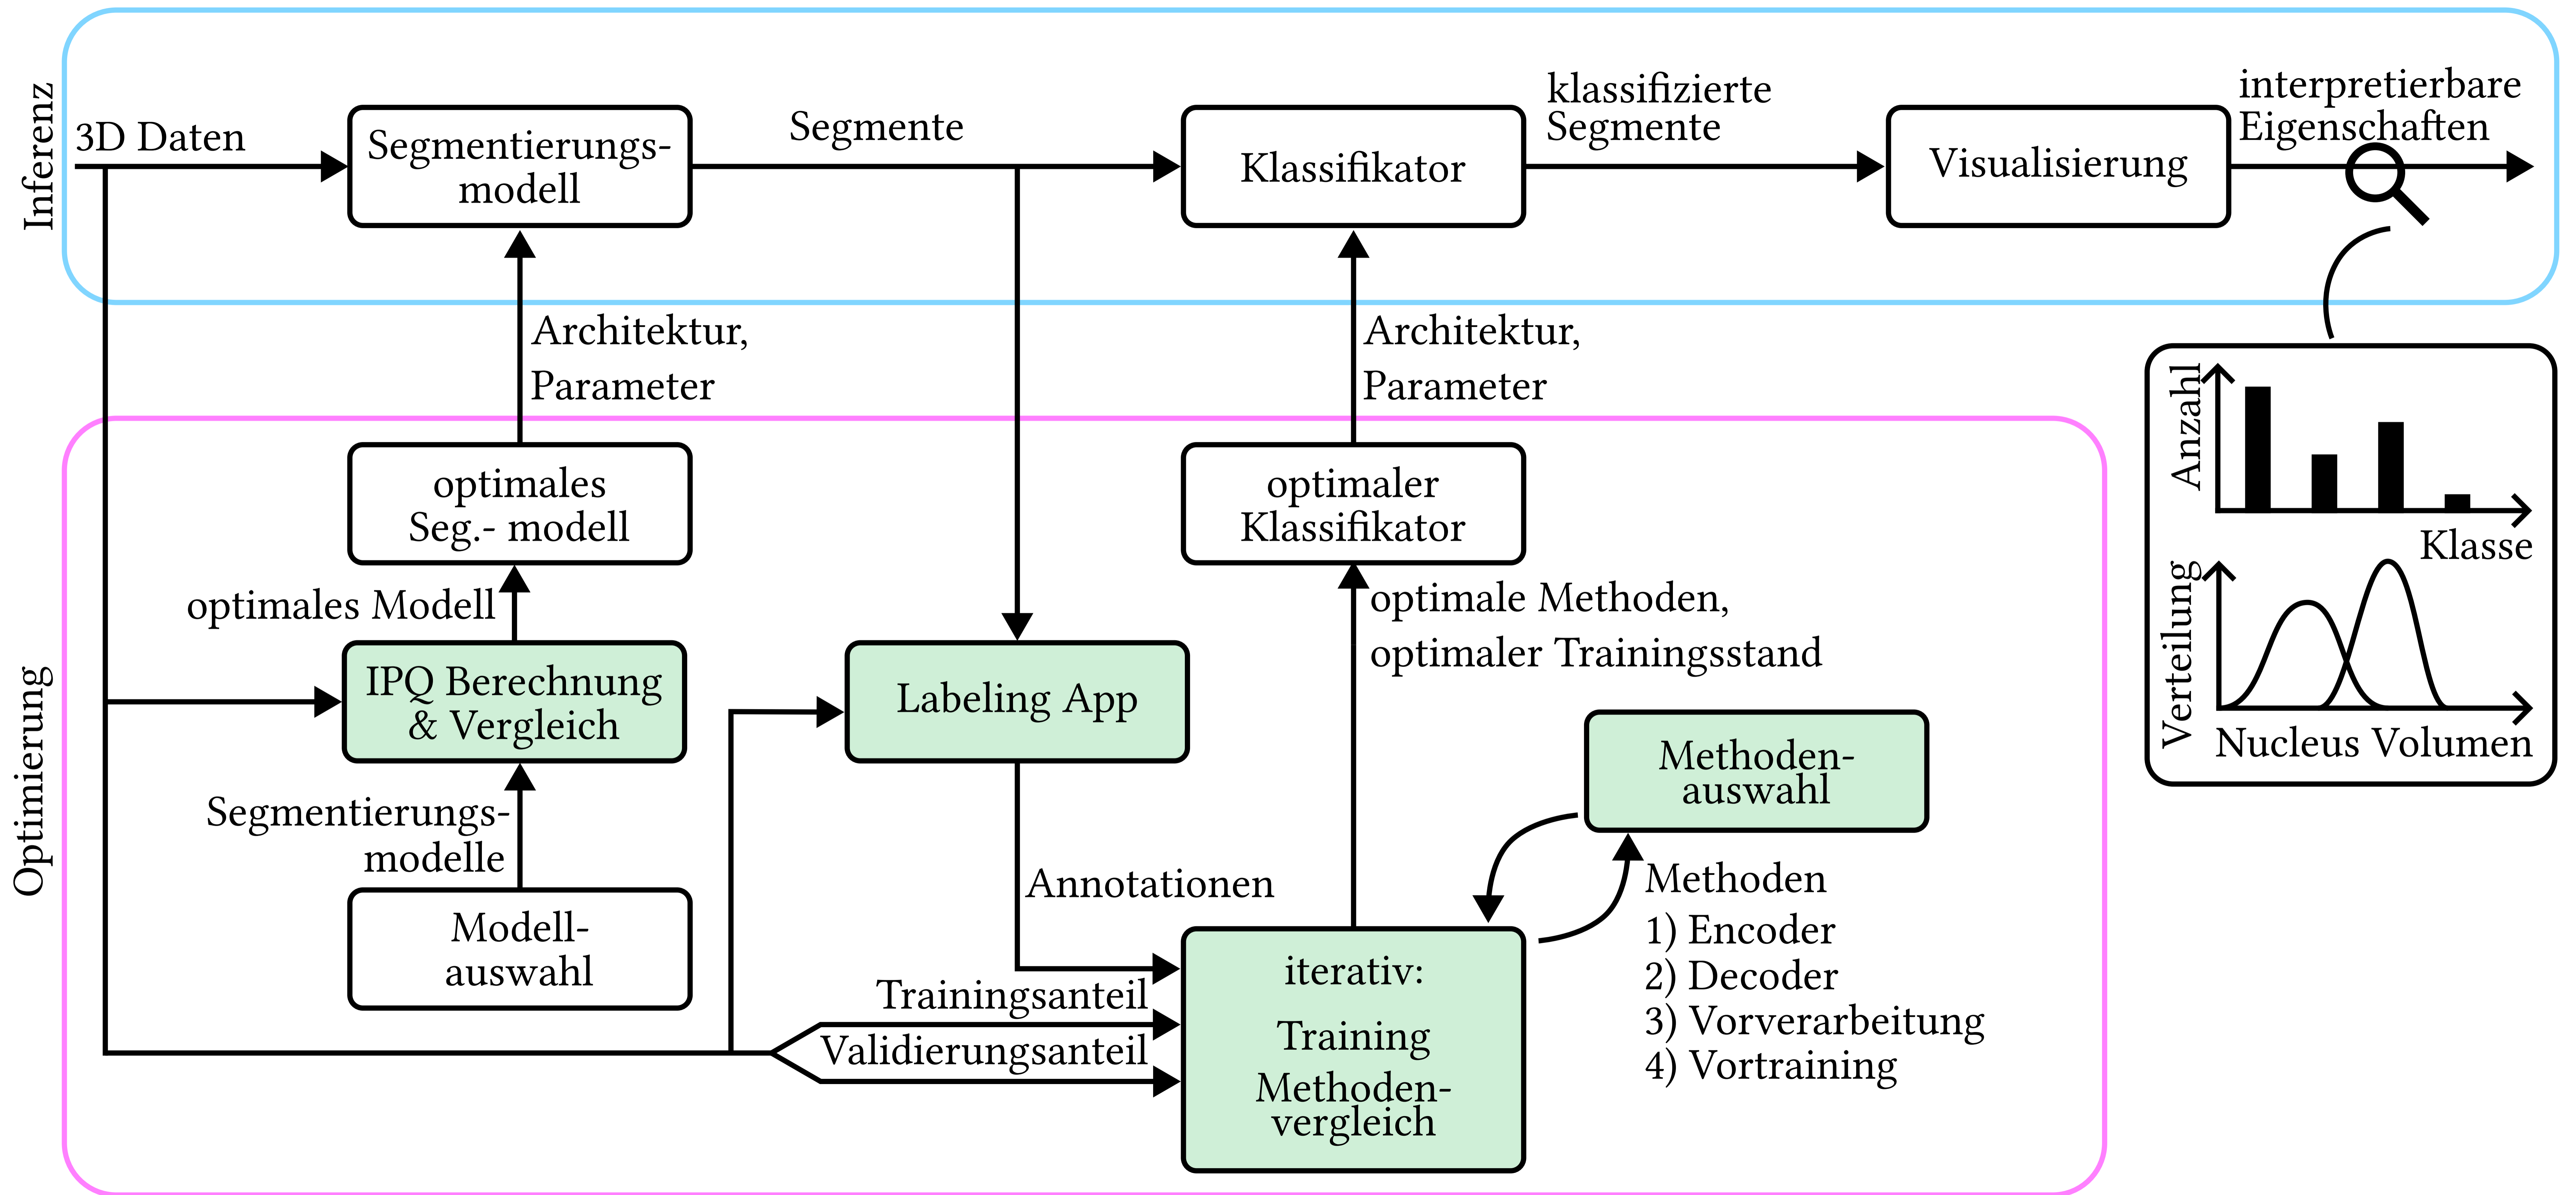 Inferenz
3D Daten
Segmentierungs-
modell
Segmente
Klassifikator
klassifizierte
Segmente
Visualisierung
interpretierbare
Eigenschaften
Architektur,
Parameter
Architektur,
Parameter
Optimierung
optimales
Seg.- modell
optimaler
Klassifikator
optimales Modell
IPQ Berechnung
& Vergleich
Segmentierungs-
modelle
Modell-
auswahl
Labeling App
Annotationen
Trainingsanteil
Validierungsanteil
optimale Methoden,
optimaler Trainingsstand
iterativ:
Training
Methoden-
vergleich
Methoden-
auswahl
Methoden
1) Encoder
2) Decoder
3) Vorverarbeitung
4) Vortraining
Anzahl
Klasse
Verteilung
Nucleus Volumen